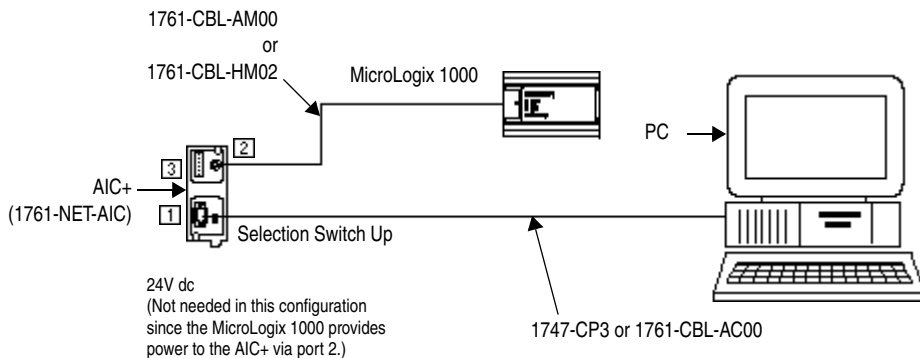 1761-CBL-AM00
or
1761-CBL-HM02
MicroLogix 1000
PC
2
3
AIC+
(1761-NET-AIC)
1
Selection Switch Up
24V dc
(Not needed in this configuration
since the MicroLogix 1000 provides
power to the AIC+ via port 2.)
1747-CP3 or 1761-CBL-AC00